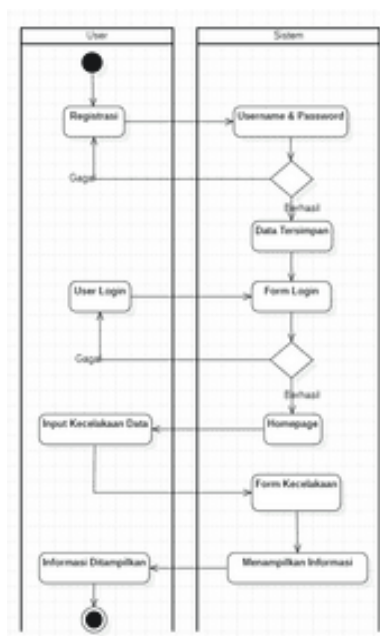 User
Sistem
Registrasi
Username & Password
Gagal
Berhasil
Data Tersimpan
User Login
Form Login
Gagal
Berhasil
Input Kecelakaan Data
Homepage
Form Kecelakaan
Informasi Ditampilkan
Menampilkan Informasi